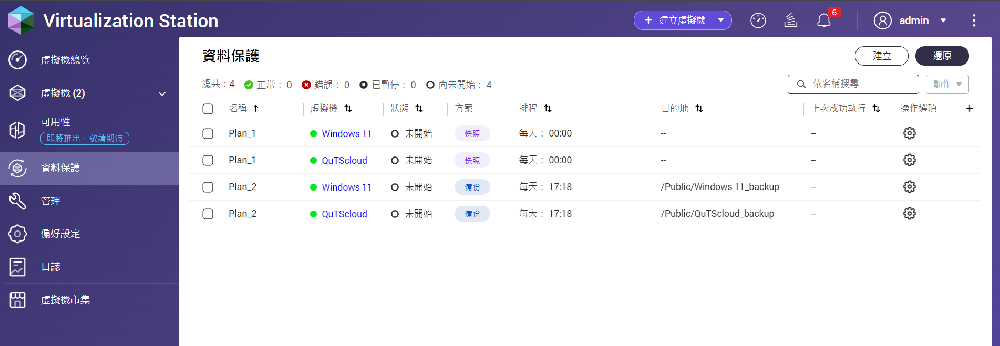 Virtualization Station
+ 建立虛擬機
6
admin
虛擬機總覽
虛擬機 (2)
可用性
即將推出，敬請期待
資料保護
管理
偏好設定
日誌
虛擬機市集
資料保護
建立
還原
總共：4 正常： 0 錯誤： 0 已暫停： 0 尚未開始： 4
依名稱搜尋
動作
名稱 虛擬機 狀態 方案 排程 目的地 上次成功執行 操作選項 +
Plan_1 Windows 11 未開始 快照 每天： 00:00 -- --
Plan_1 QuTScloud 未開始 快照 每天： 00:00 -- --
Plan_2 Windows 11 未開始 備份 每天： 17:18 /Public/Windows 11_backup --
Plan_2 QuTScloud 未開始 備份 每天： 17:18 /Public/QuTScloud_backup --